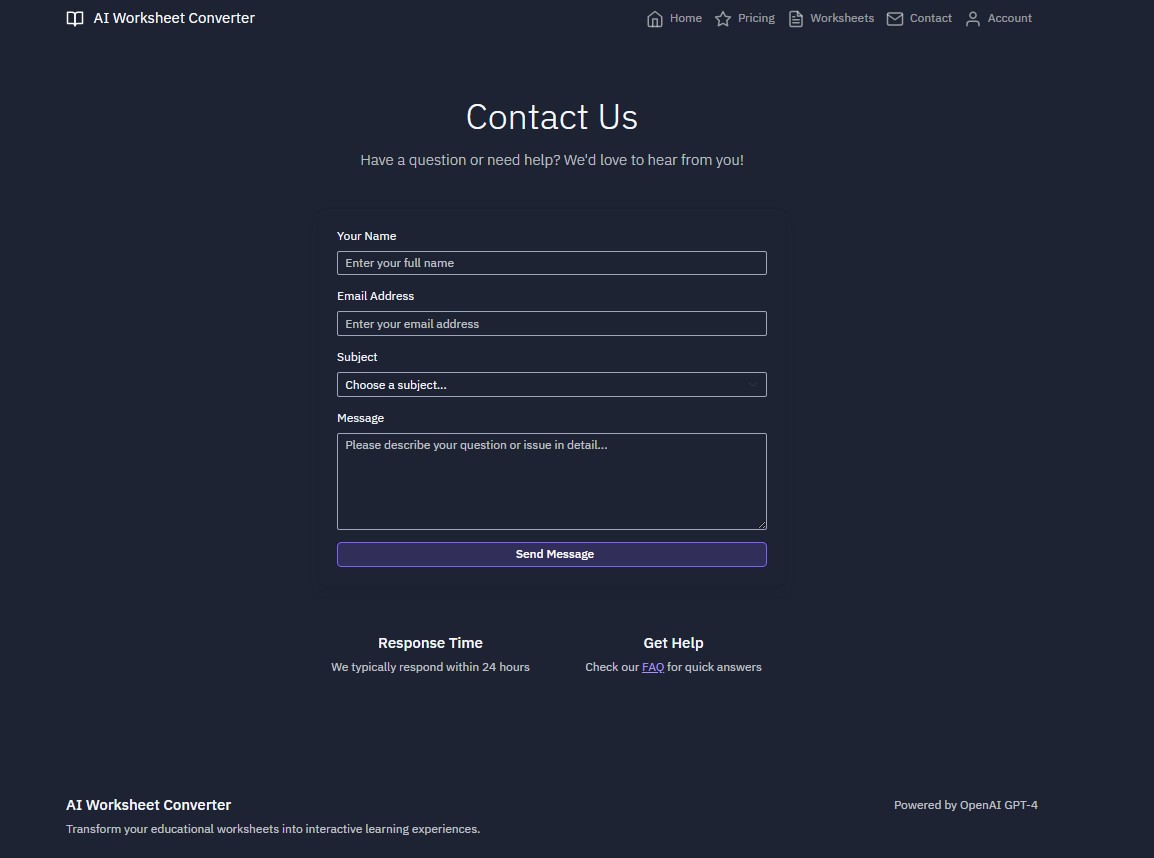 AI Worksheet Converter
Home Pricing Worksheets Contact Account
Contact Us
Have a question or need help? We'd love to hear from you!
Your Name
Enter your full name
Email Address
Enter your email address
Subject
Choose a subject...
Message
Please describe your question or issue in detail...
Send Message
Response Time
We typically respond within 24 hours
Get Help
Check our FAQ for quick answers
AI Worksheet Converter
Transform your educational worksheets into interactive learning experiences.
Powered by OpenAI GPT-4